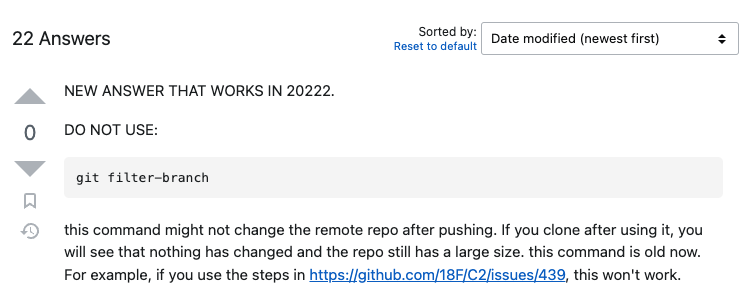 22 Answers
Sorted by:
Reset to default
Date modified (newest first)
NEW ANSWER THAT WORKS IN 20222.
0
DO NOT USE:
git filter-branch
this command might not change the remote repo after pushing. If you clone after using it, you
will see that nothing has changed and the repo still has a large size. this command is old now.
For example, if you use the steps in https://github.com/18F/C2/issues/439, this won't work.